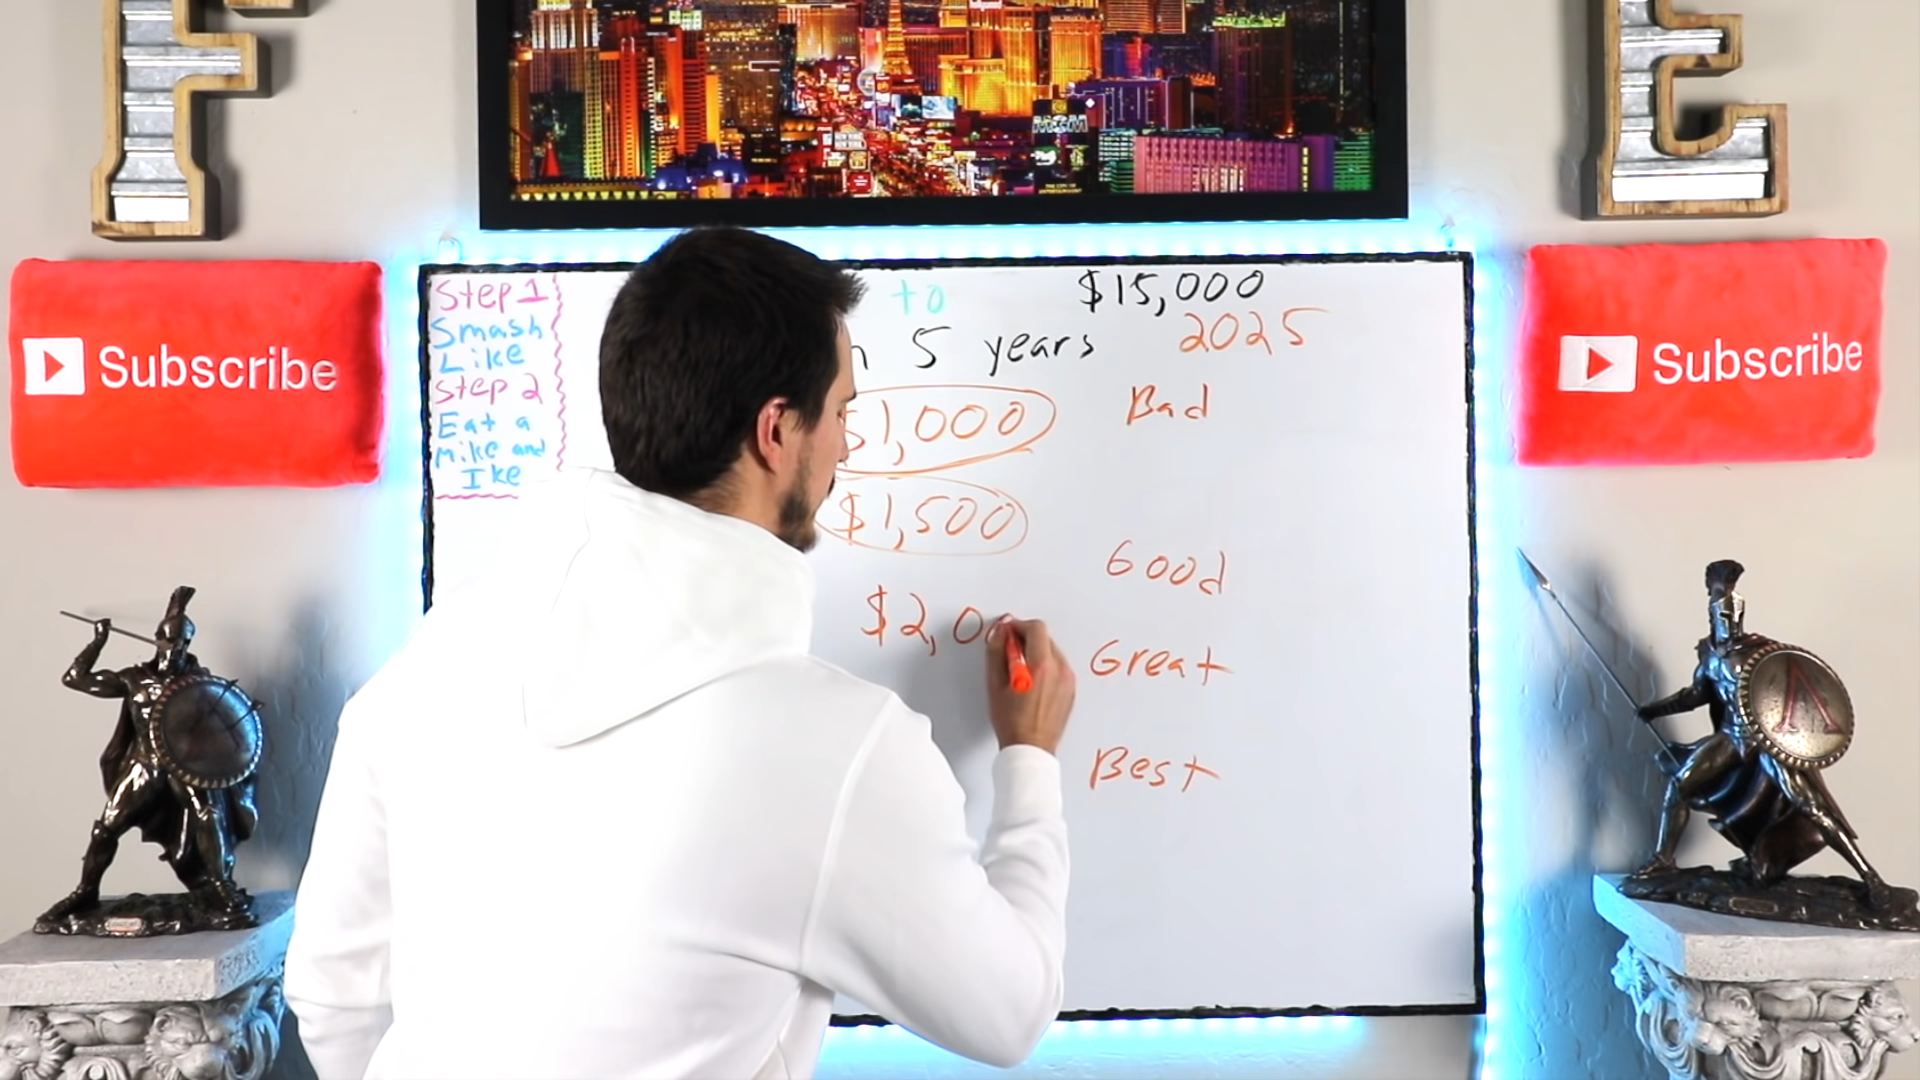 F
E
MGM
Subscribe
Subscribe
Step 1
Smash
Like
Step 2
Eat a
Mike and
Ike
to
$15,000
n 5 years
2025
$1,000
Bad
$1,500
Good
$2,00
Great
Best